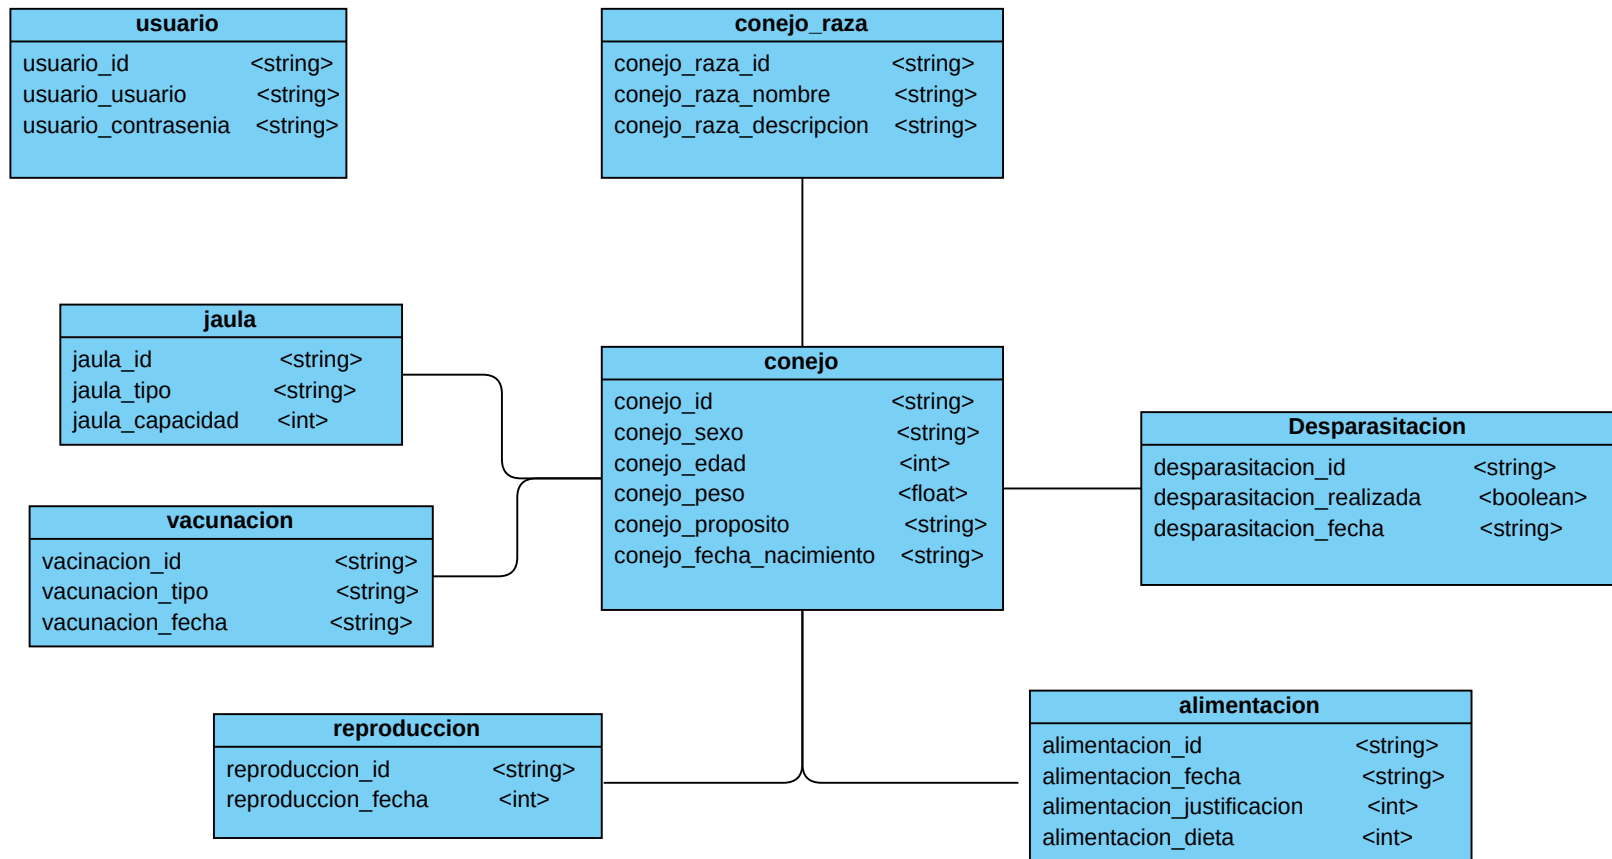 usuario
usuario_id <string>
usuario_usuario <string>
usuario_contrasenia <string>
conejo_raza
conejo_raza_id <string>
conejo_raza_nombre <string>
conejo_raza_descripcion <string>
jaula
jaula_id <string>
jaula_tipo <string>
jaula_capacidad <int>
conejo
conejo_id <string>
conejo_sexo <string>
conejo_edad <int>
conejo_peso <float>
conejo_proposito <string>
conejo_fecha_nacimiento <string>
Desparasitacion
desparasitacion_id <string>
desparasitacion_realizada <boolean>
desparasitacion_fecha <string>
vacunacion
vacinacion_id <string>
vacunacion_tipo <string>
vacunacion_fecha <string>
reproduccion
reproduccion_id <string>
reproduccion_fecha <int>
alimentacion
alimentacion_id <string>
alimentacion_fecha <string>
alimentacion_justificacion <int>
alimentacion_dieta <int>